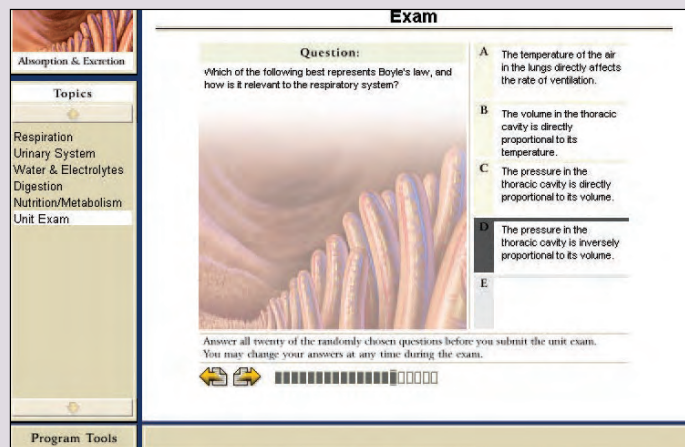 Exam
Absorption & Excretion
Topics
Respiration
Urinary System
Water & Electrolytes
Digestion
Nutrition/Metabolism
Unit Exam
Program Tools
Question:
Which of the following best represents Boyle's law, and
how is it relevant to the respiratory system?
A
The temperature of the air
in the lungs directly affects
the rate of ventilation.
B
The volume in the thoracic
cavity is directly
proportional to its
temperature.
C
The pressure in the
thoracic cavity is directly
proportional to its volume.
D
The pressure in the
thoracic cavity is inversely
proportional to its volume.
E
Answer all twenty of the randomly chosen questions before you submit the unit exam.
You may change your answers at any time during the exam.